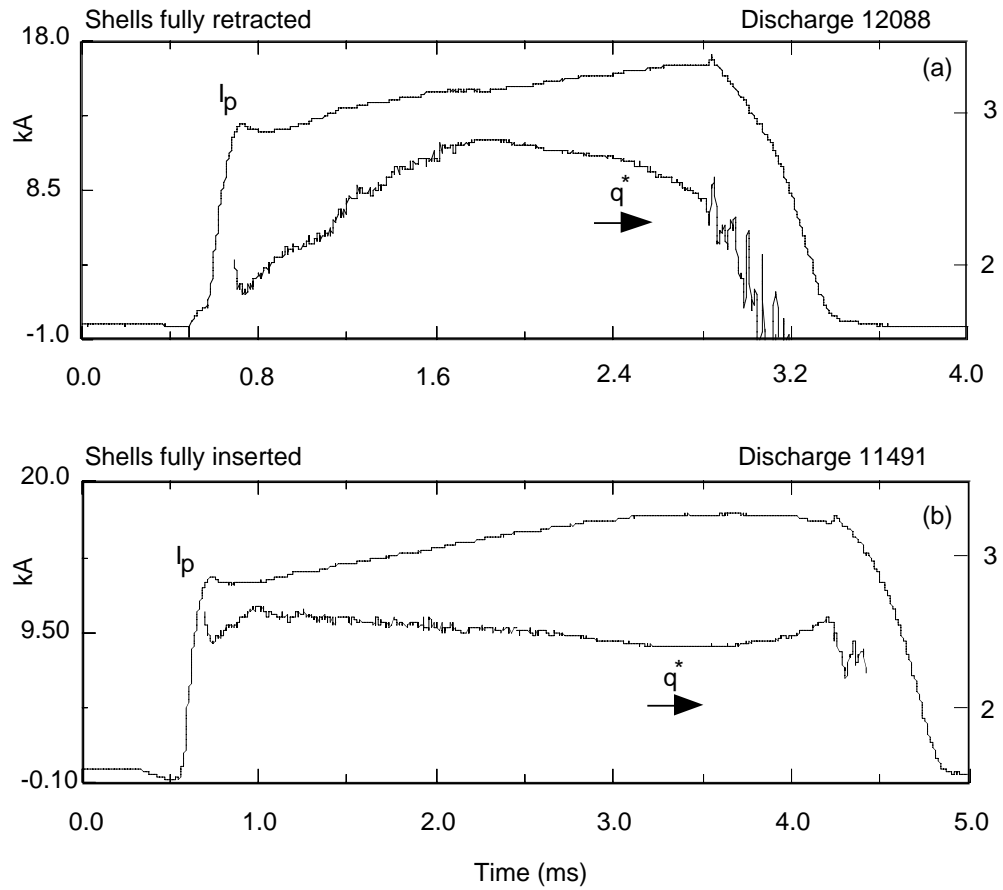 Shells fully retracted Discharge 12088
18.0
(a)
Ip
3
kA
8.5
q*
2
-1.0
0.0 0.8 1.6 2.4 3.2 4.0
Shells fully inserted Discharge 11491
20.0
(b)
Ip
3
kA
9.50
q*
2
-0.10
0.0 1.0 2.0 3.0 4.0 5.0
Time (ms)